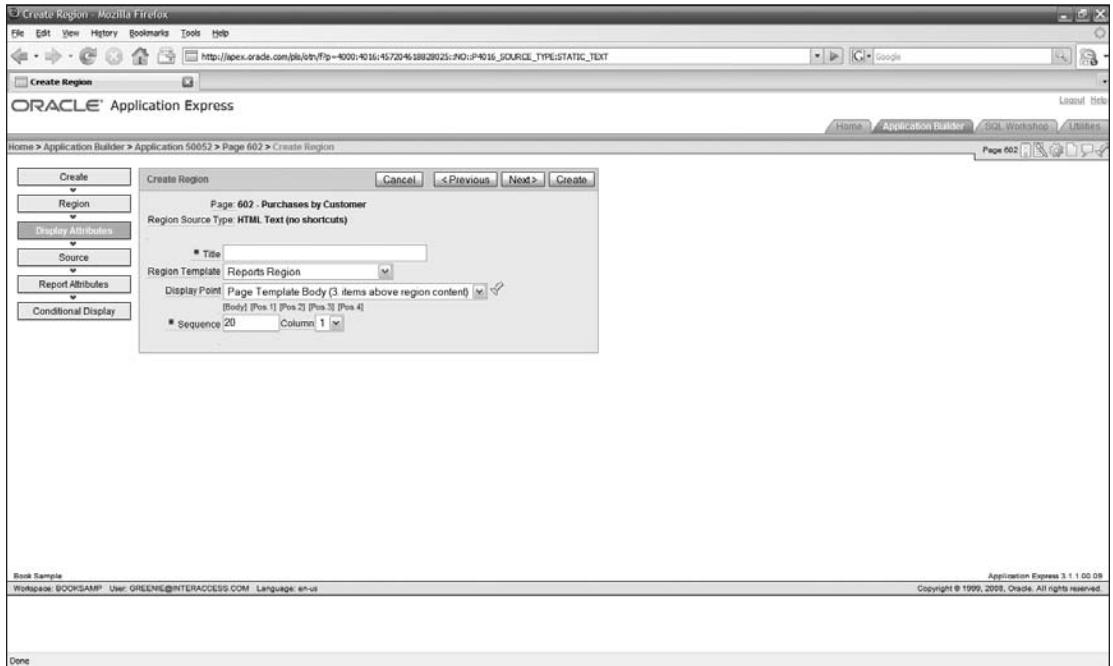 Create Region - Mozilla Firefox
File Edit View History Bookmarks Tools Help
http://apex.oracle.com/pls/otn/f?p=4000:4016:457204618828025::NO::P4016_SOURCE_TYPE:STATIC_TEXT
Google
Create Region
ORACLE Application Express
Logout Help
Home Application Builder SQL Workshop Utilities
Home > Application Builder > Application 50052 > Page 602 > Create Region
Page 602
Create
Region
Display Attributes
Source
Report Attributes
Conditional Display
Create Region
Cancel < Previous Next > Create
Page: 602 - Purchases by Customer
Region Source Type: HTML Text (no shortcuts)
* Title
Region Template Reports Region
Display Point Page Template Body (3. items above region content)
[Body] [Pos. 1] [Pos. 2] [Pos. 3] [Pos. 4]
* Sequence 20 Column 1
Book Sample
Application Express 3.1.1.00.09
Workspace: BOOKSAMP User: GREENIE@INTERACCESS.COM Language: en-us
Copyright © 1999, 2008, Oracle. All rights reserved.
Done